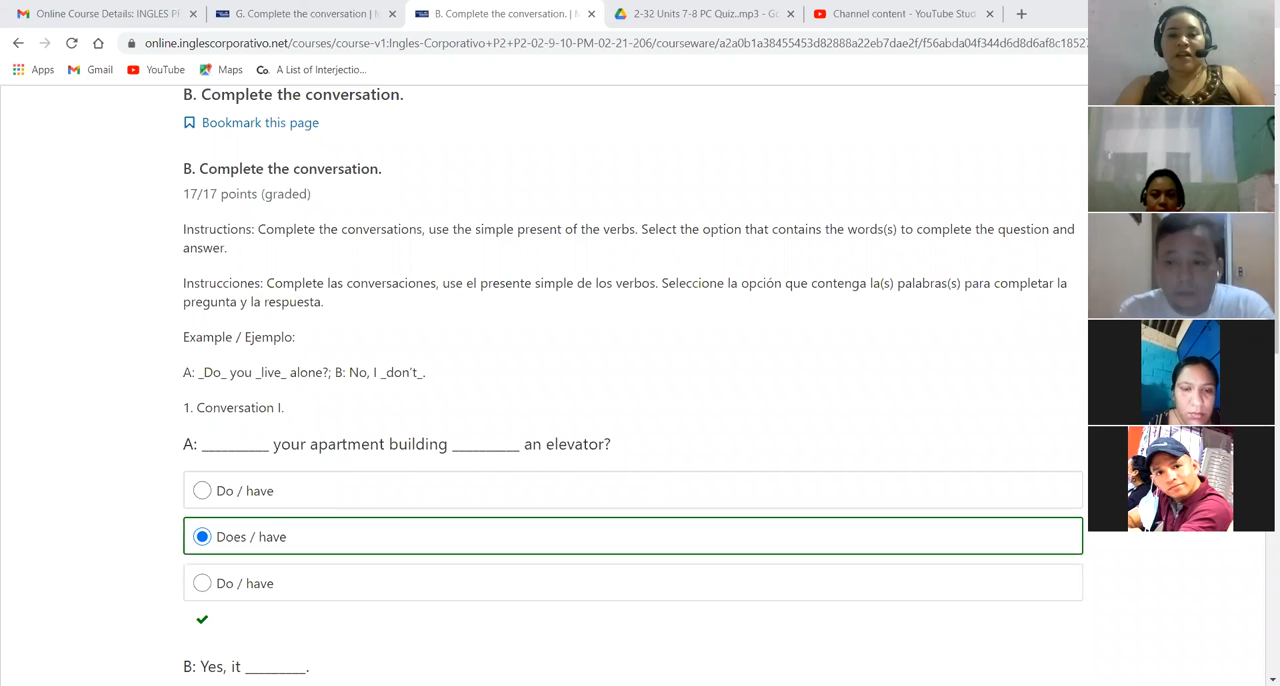 Online Course Details: INGLES PI
G. Complete the conversation |
B. Complete the conversation. |
2-32 Units 7-8 PC Quiz..mp3 - Go
Channel content - YouTube Stud
online.inglescorporativo.net/courses/course-v1:Ingles-Corporativo+P2+P2-02-9-10-PM-02-21-206/courseware/a2a0b1a38455453d82888a22eb7dae2f/f56abda04f344d6d8d6af8c18527
Apps
Gmail
YouTube
Maps
Co. A List of Interjectio...
B. Complete the conversation.
Bookmark this page
B. Complete the conversation.
17/17 points (graded)
Instructions: Complete the conversations, use the simple present of the verbs. Select the option that contains the words(s) to complete the question and
answer.
Instrucciones: Complete las conversaciones, use el presente simple de los verbos. Seleccione la opción que contenga la(s) palabras(s) para completar la
pregunta y la respuesta.
Example / Ejemplo:
A: _Do_ you _live_ alone?; B: No, I _don't_.
1. Conversation I.
A: _________ your apartment building _________ an elevator?
Do / have
Does / have
Do / have
B: Yes, it ________.